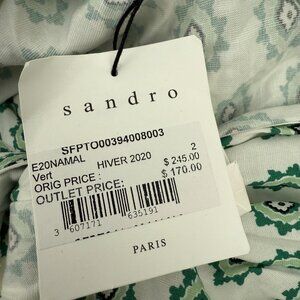 sandro
SFPTO00394008003
E20NAMAL HIVER 2020 2
Vert $ 245.00
ORIG PRICE :
OUTLET PRICE: $ 170.00
3 607171 635191
PARIS